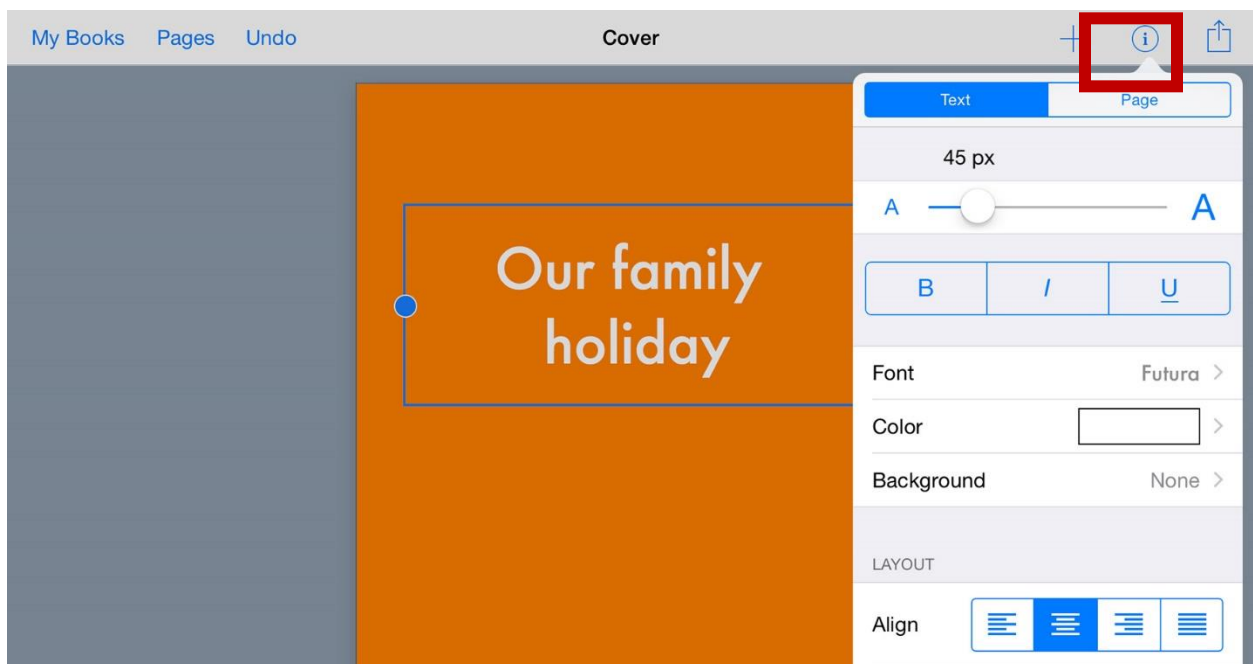 My Books Pages Undo Cover
Text Page
45 px
A A
Our family
holiday
B I U
Font Futura
Color
Background None
LAYOUT
Align